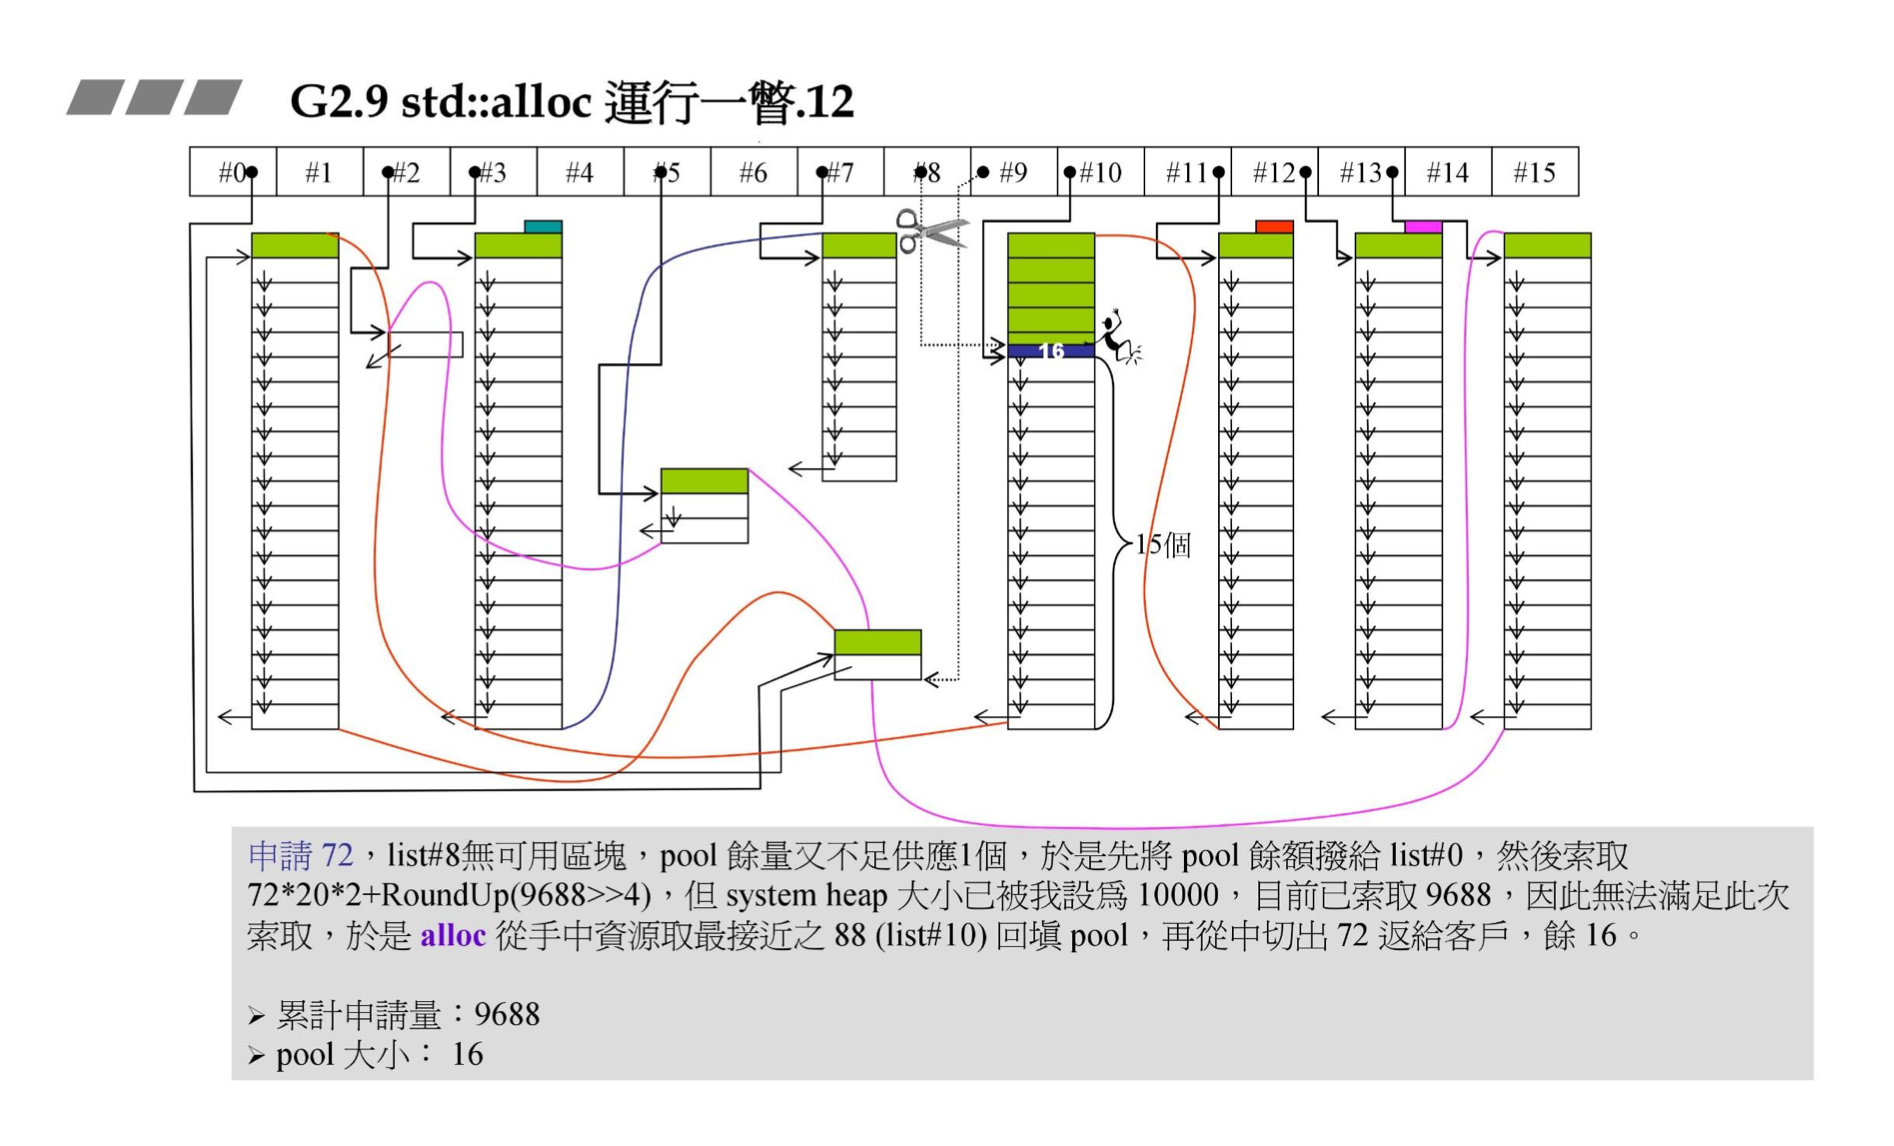 G2.9 std::alloc 運行一瞥.12
#0 #1 #2 #3 #4 #5 #6 #7 #8 #9 #10 #11 #12 #13 #14 #15
16
15個
申請 72，list#8無可用區塊，pool 餘量又不足供應1個，於是先將 pool 餘額撥給 list#0，然後索取
72*20*2+RoundUp(9688>>4)，但 system heap 大小已被我設為 10000，目前已索取 9688，因此無法滿足此次
索取，於是 alloc 從手中資源取最接近之 88 (list#10) 回填 pool，再從中切出 72 返給客戶，餘 16。
➢ 累計申請量：9688
➢ pool 大小： 16